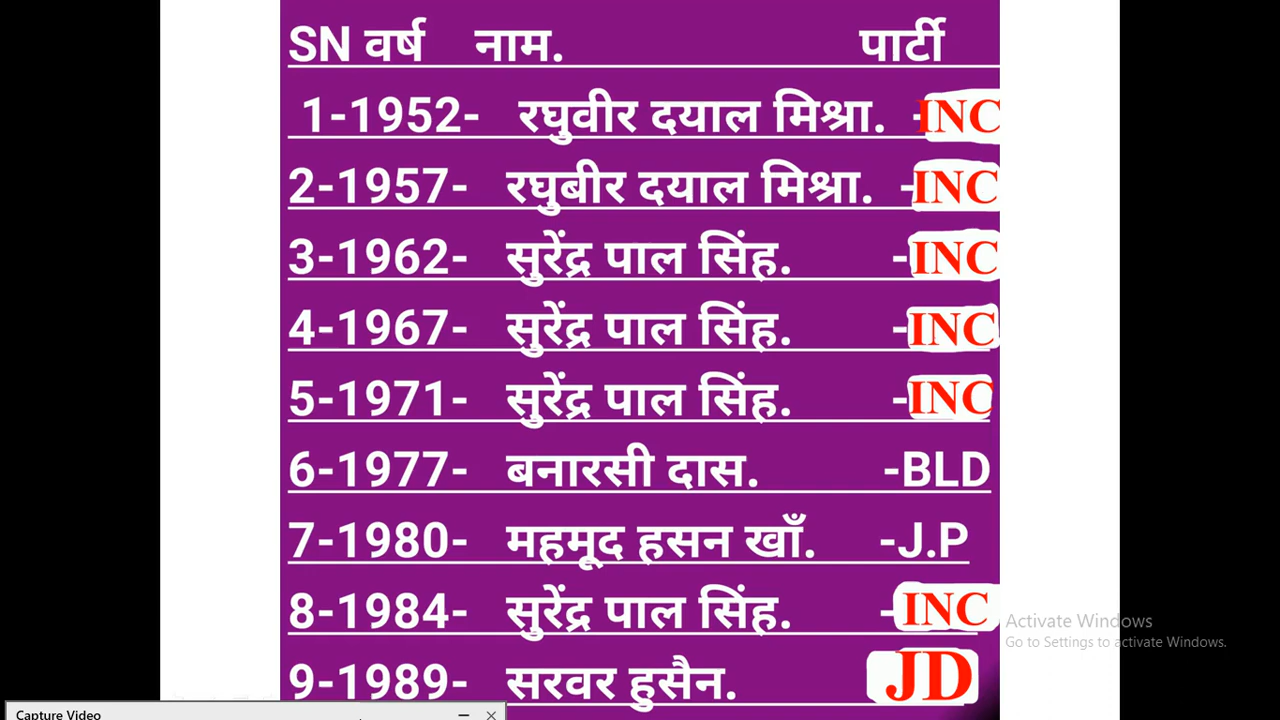 SN वर्ष नाम. पार्टी
1-1952- रघुवीर दयाल मिश्रा. -INC
2-1957- रघुबीर दयाल मिश्रा. -INC
3-1962- सुरेंद्र पाल सिंह. -INC
4-1967- सुरेंद्र पाल सिंह. -INC
5-1971- सुरेंद्र पाल सिंह. -INC
6-1977- बनारसी दास. -BLD
7-1980- महमूद हसन खाँ. -J.P
8-1984- सुरेंद्र पाल सिंह. -INC
Activate Windows
Go to Settings to activate Windows.
9-1989- सरवर हुसैन. JD
Capture Video